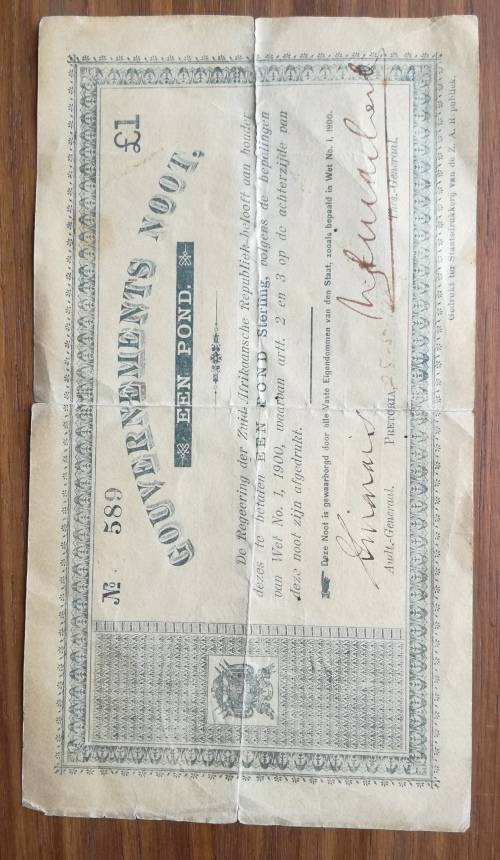 № 589 £1
GOUVERNEMENTS NOOT,
EEN POND.
De Regeering der Zuid-Afrikaansche Republiek belooft aan houder
dezes te betalen EEN POND Sterling, volgens de bepalingen
van Wet No. 1, 1900, waarvan artt. 2 en 3 op de achterzijde van
deze noot zijn afgedrukt.
Deze Noot is gewaarborgd door alle Vaste Eigendommen van den Staat, zooals bepaald in Wet No. 1, 1900.
Audt.-Generaal. PRETORIA, Thes.-Generaal.
Gedrukt ter Staatsdrukkerij van de Z. A. Republiek.